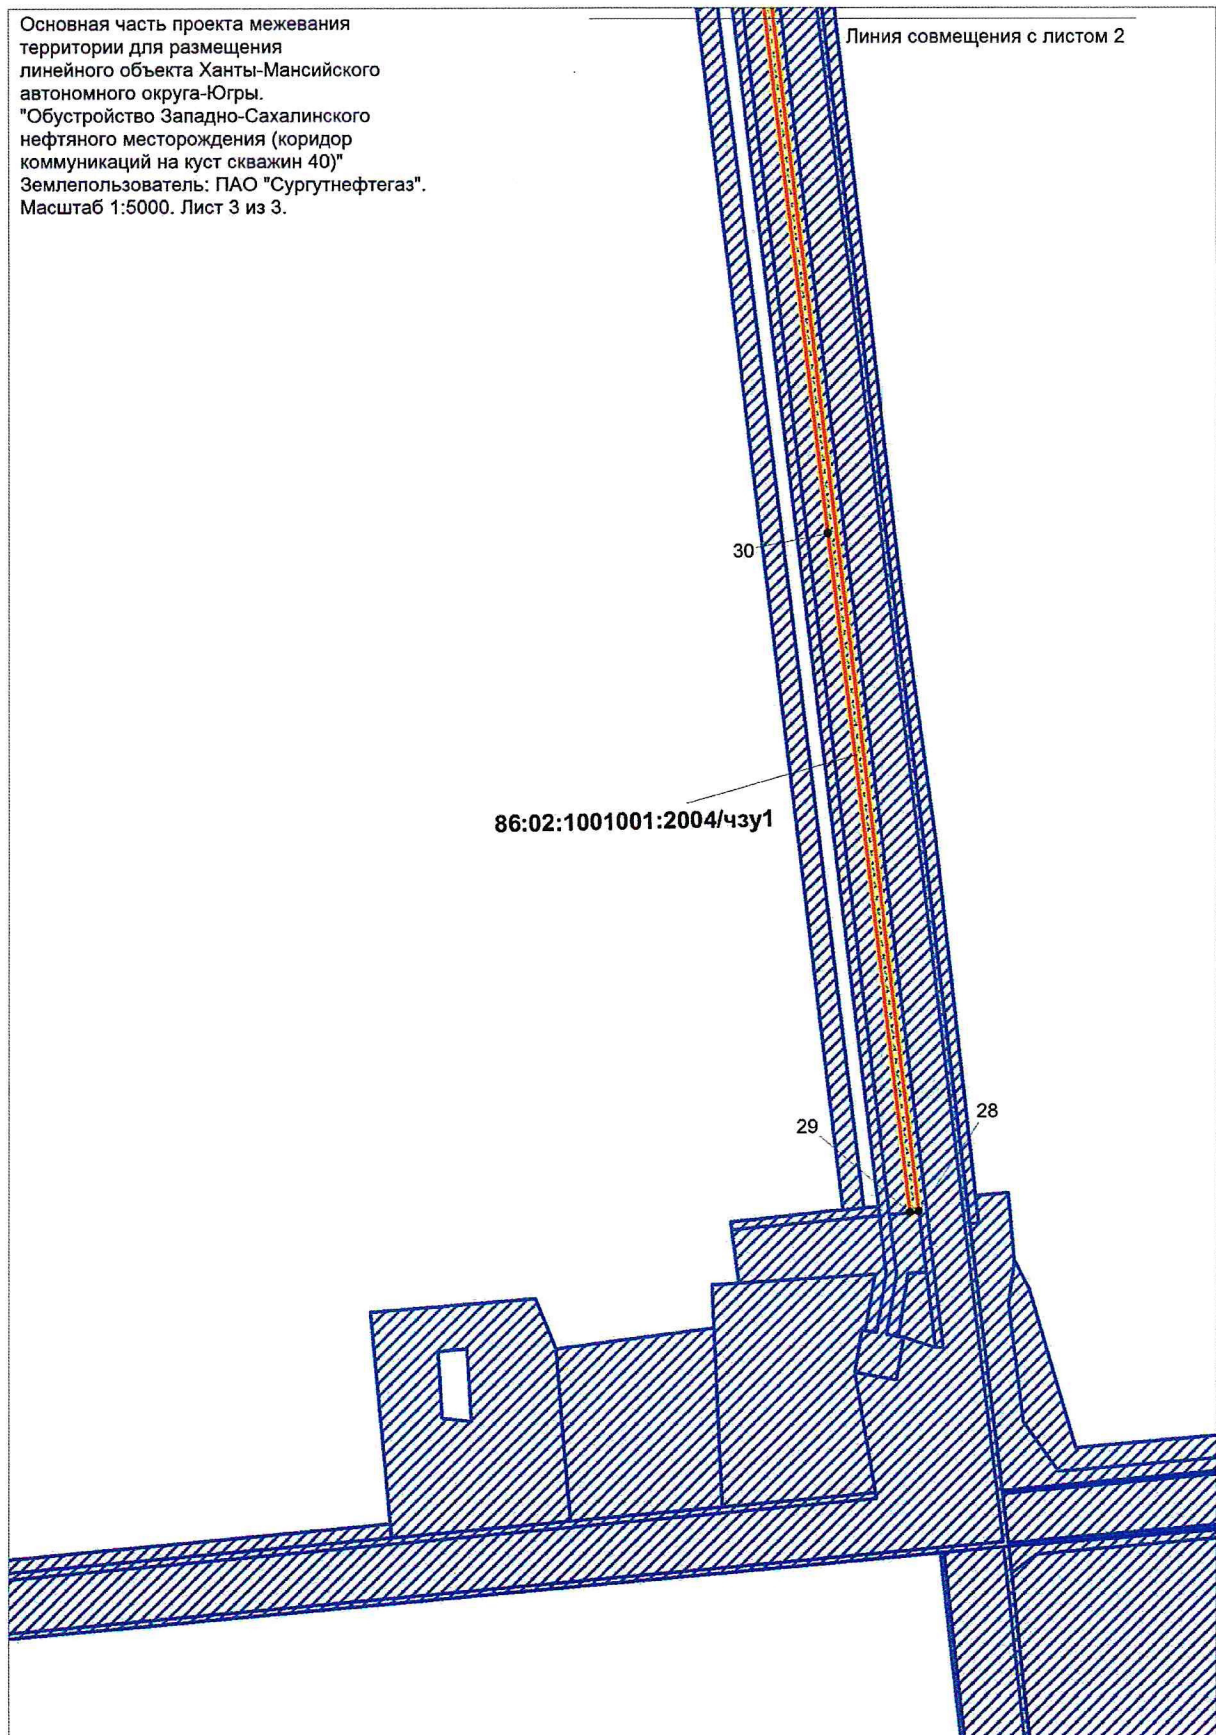 Основная часть проекта межевания
территории для размещения
линейного объекта Ханты-Мансийского
автономного округа-Югры.
"Обустройство Западно-Сахалинского
нефтяного месторождения (коридор
коммуникаций на куст скважин 40)"
Землепользователь: ПАО "Сургутнефтегаз".
Масштаб 1:5000. Лист 3 из 3.
Линия совмещения с листом 2
30
86:02:1001001:2004/чзу1
29
28